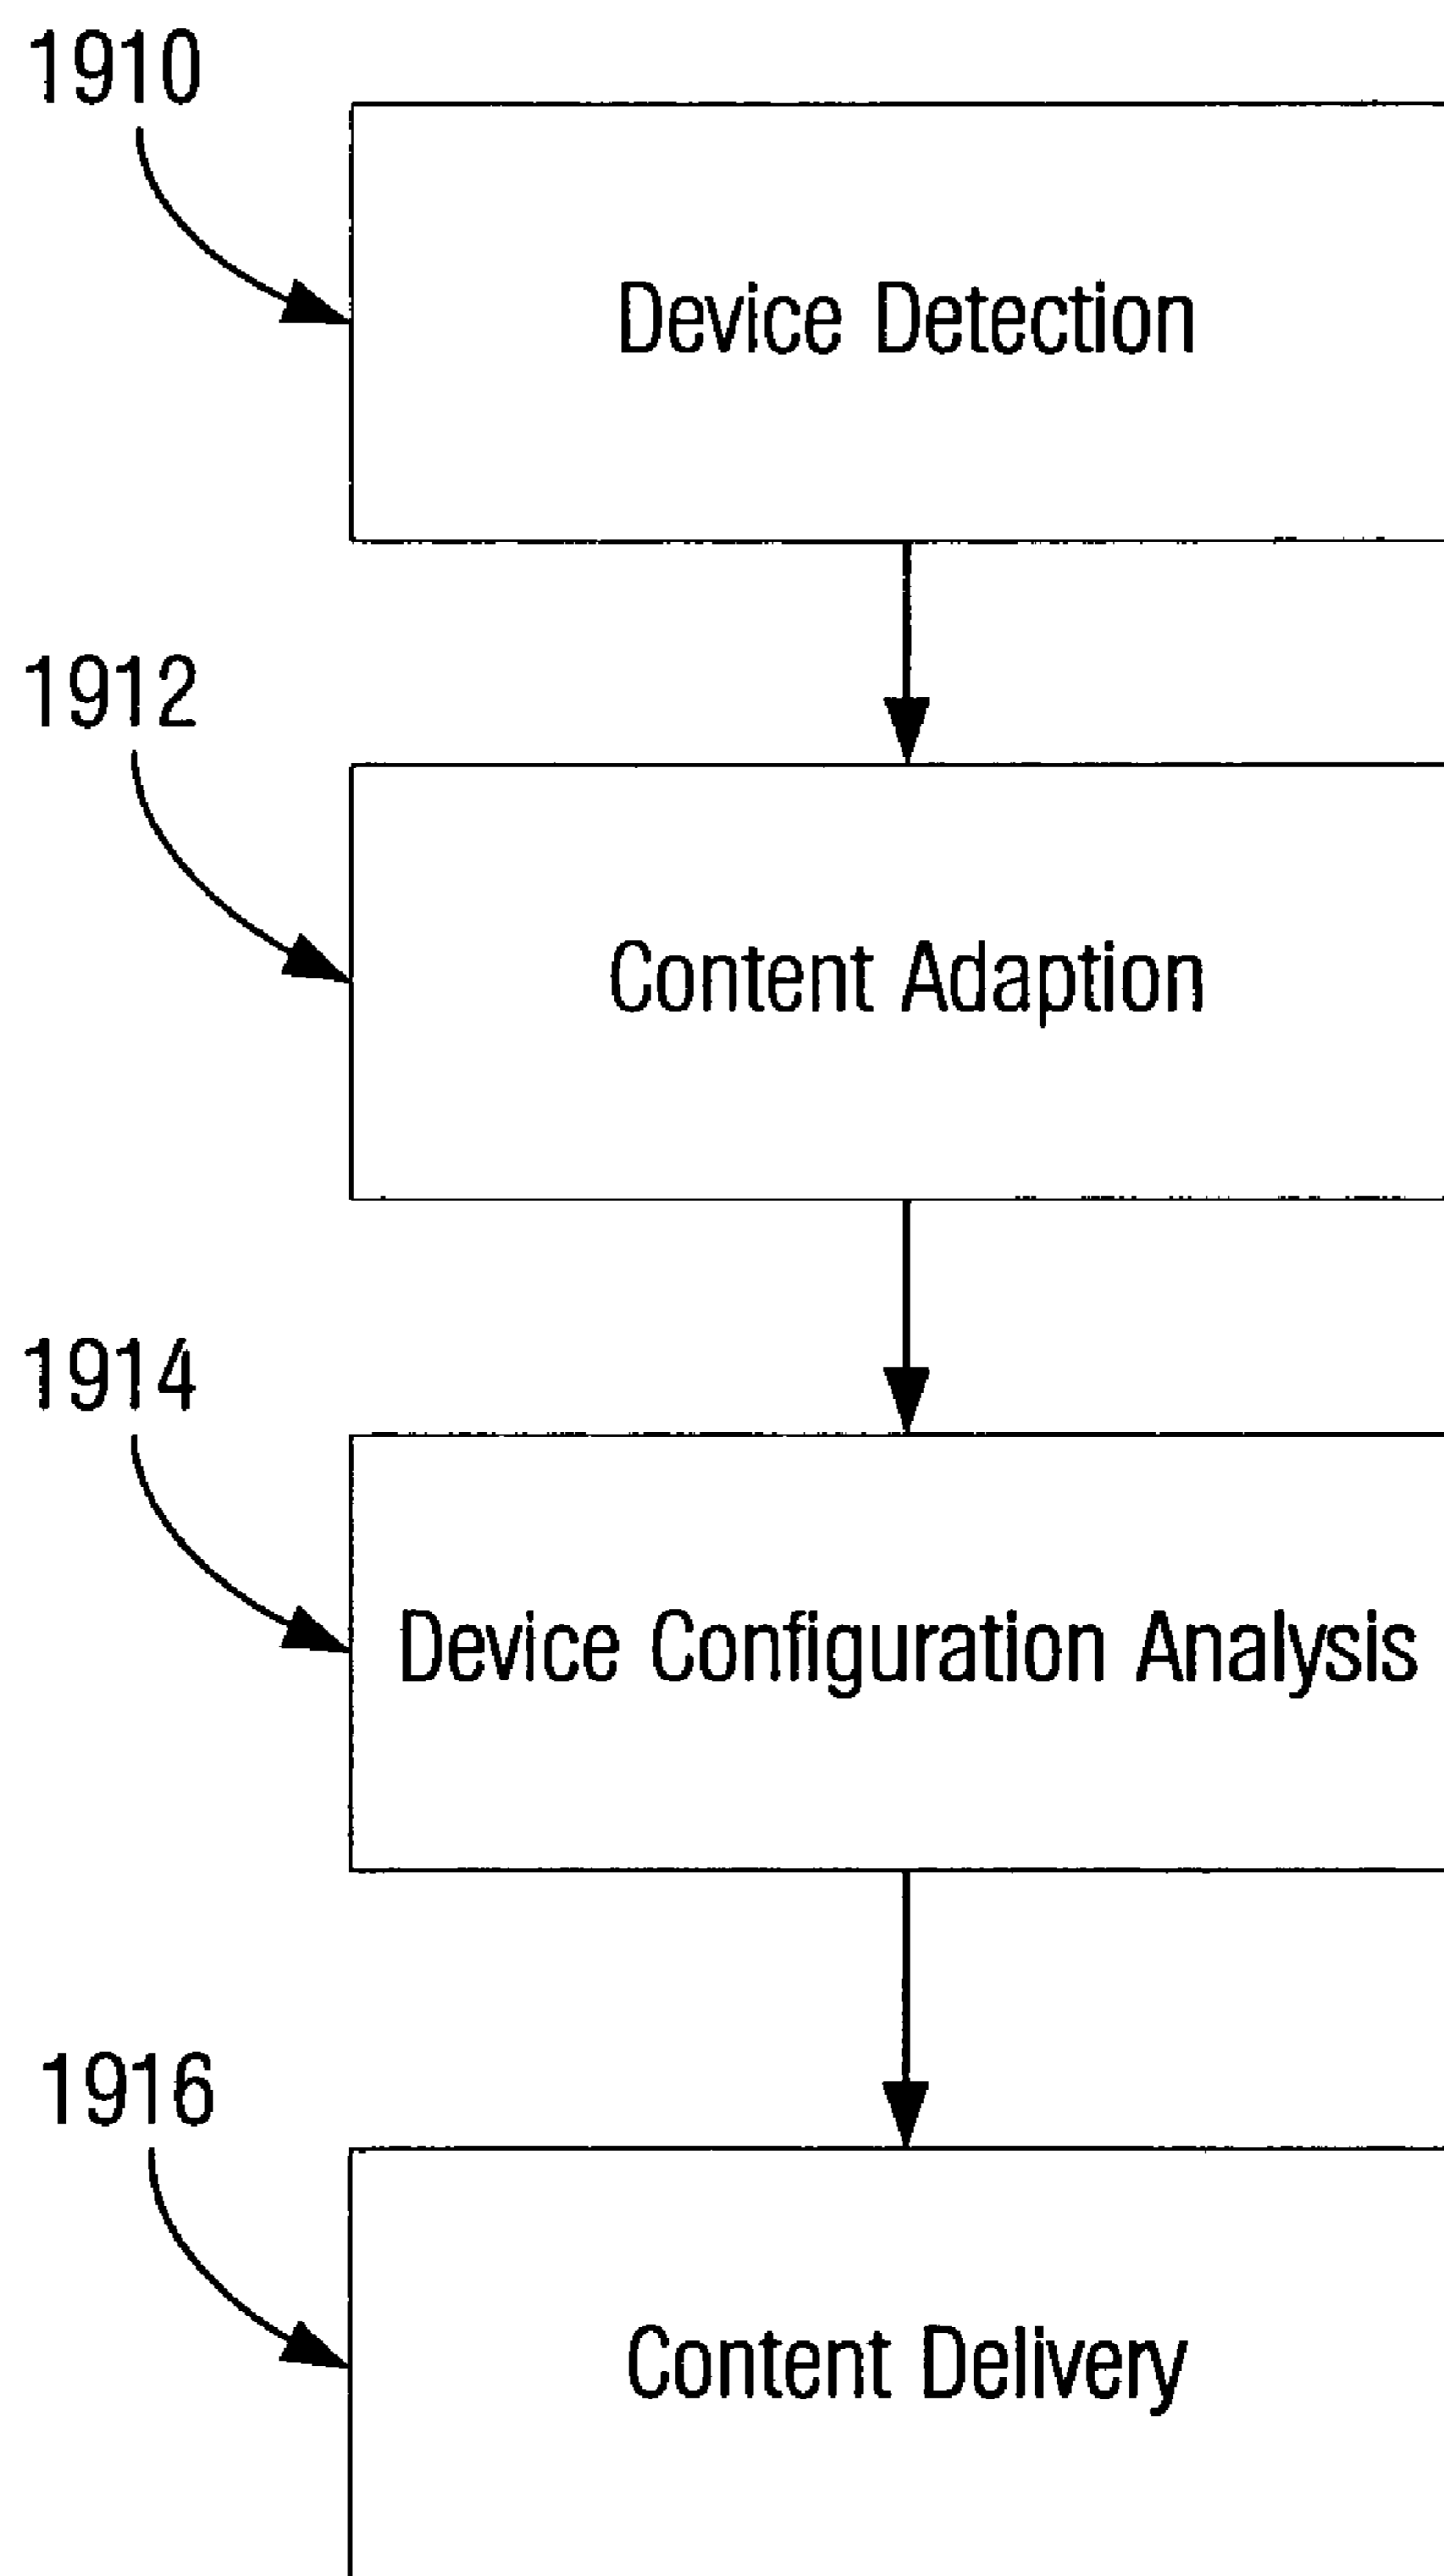 1910
Device Detection
1912
Content Adaption
1914
Device Configuration Analysis
1916
Content Delivery